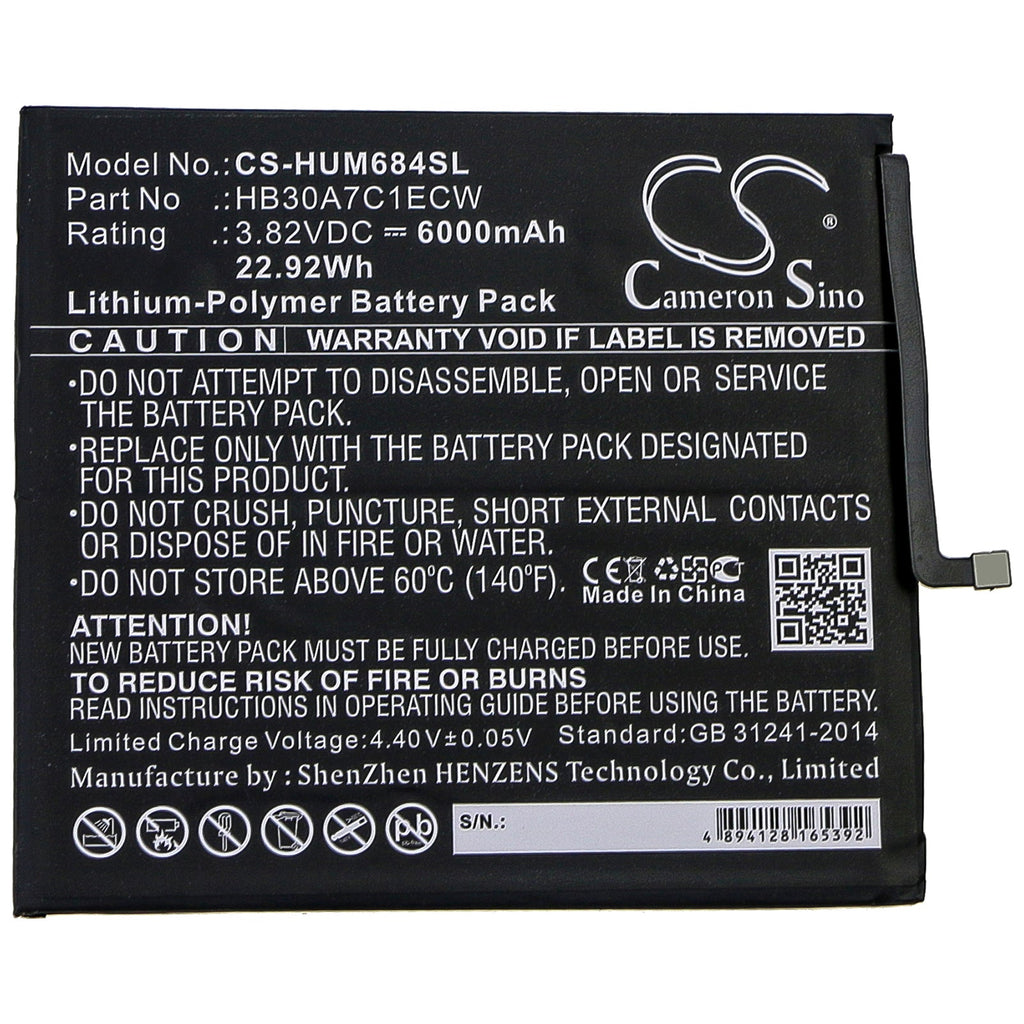 Model No.: CS-HUM684SL
Part No .: HB30A7C1ECW
Rating .: 3.82VDC ⎓ 6000mAh
22.92Wh
Lithium-Polymer Battery Pack
CS®
Cameron Sino
CAUTION WARRANTY VOID IF LABEL IS REMOVED
•DO NOT ATTEMPT TO DISASSEMBLE, OPEN OR SERVICE
THE BATTERY PACK.
•REPLACE ONLY WITH THE BATTERY PACK DESIGNATED
FOR THIS PRODUCT.
•DO NOT CRUSH, PUNCTURE, SHORT EXTERNAL CONTACTS
OR DISPOSE OF IN FIRE OR WATER.
•DO NOT STORE ABOVE 60ºC (140ºF).
CE PCT
Made In China
ATTENTION!
NEW BATTERY PACK MUST BE FULLY CHARGED BEFORE USE.
TO REDUCE RISK OF FIRE OR BURNS
READ INSTRUCTIONS IN OPERATING GUIDE BEFORE USING THE BATTERY.
Limited Charge Voltage:4.40V±0.05V Standard:GB 31241-2014
Manufacture by : ShenZhen HENZENS Technology Co., Limited
pb
S/N.:
4 894128 165392